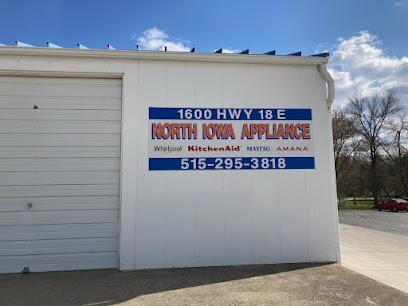 1600 HWY 18 E
NORTH IOWA APPLIANCE
Whirlpool KitchenAid MAYTAG AMANA
515-295-3818